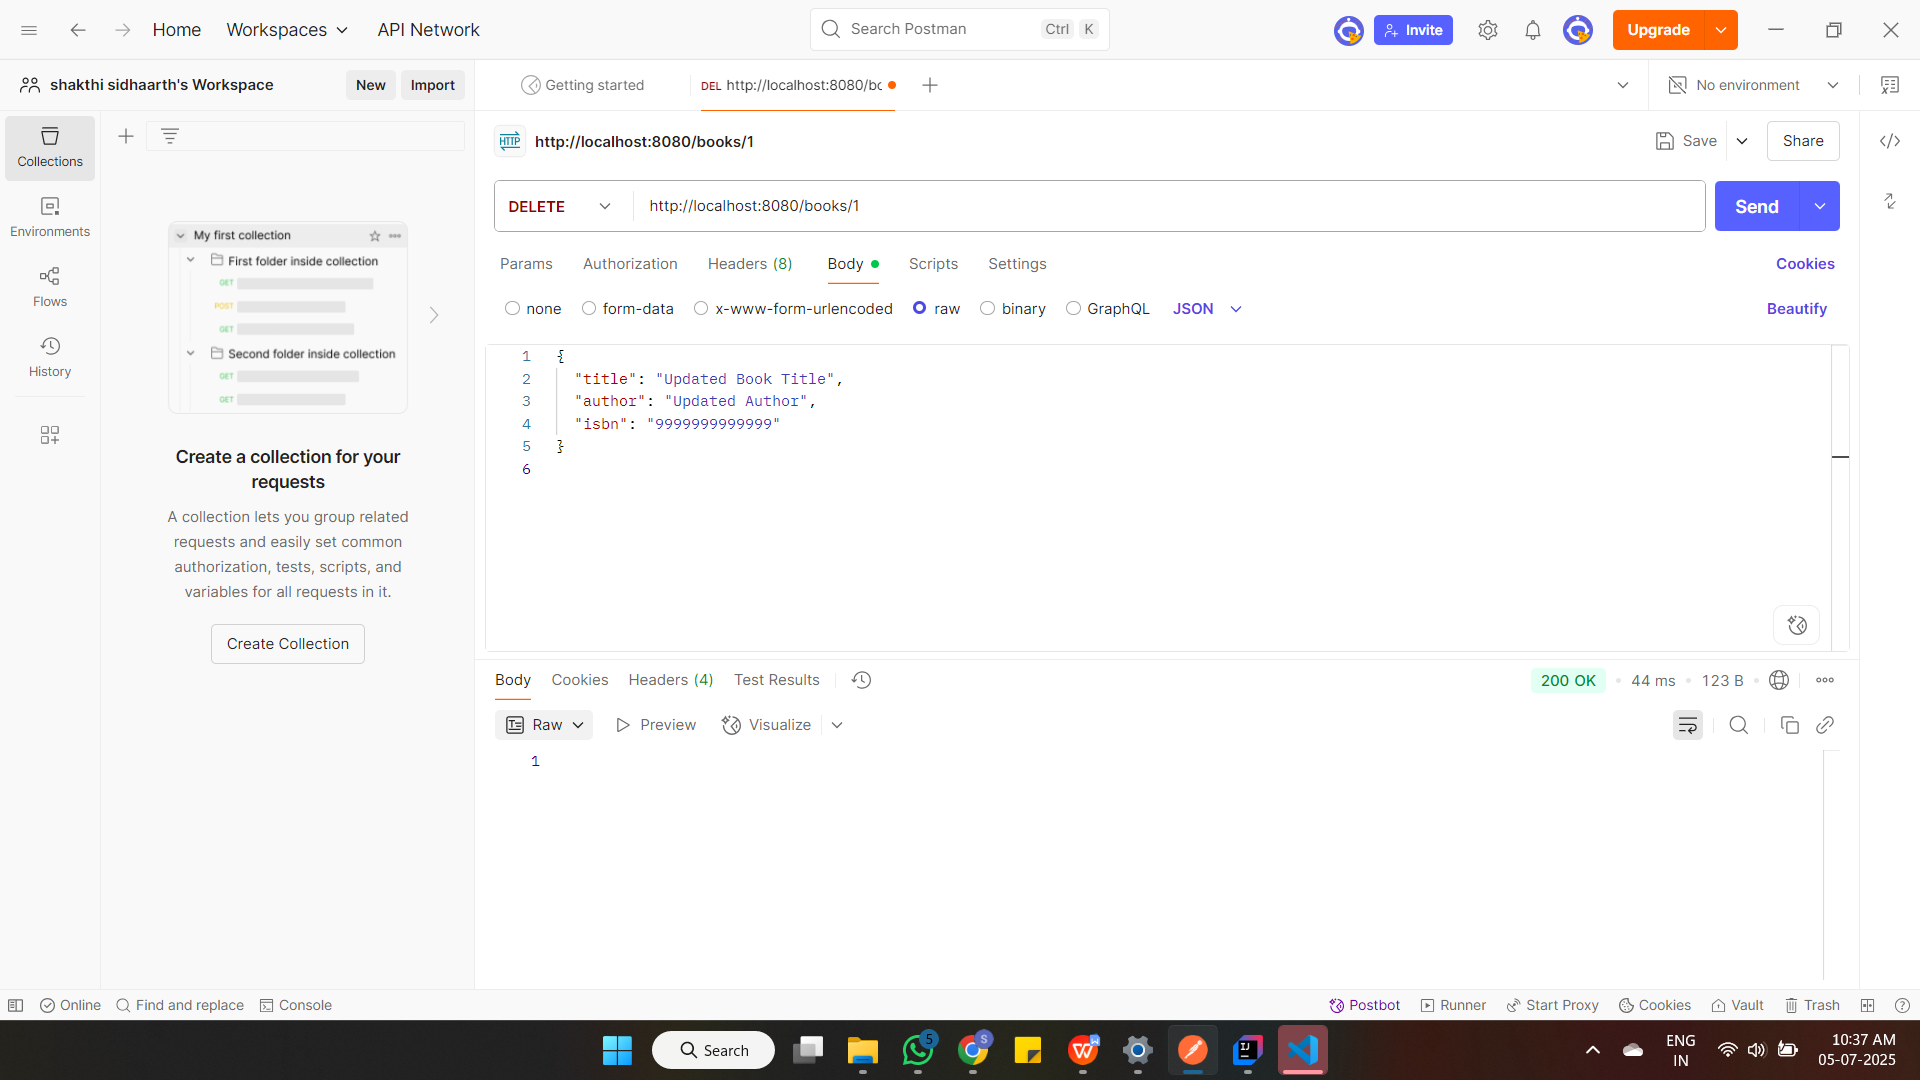 Home
Workspaces
API Network
Search Postman
Ctrl
K
Invite
Upgrade
shakthi sidhaarth's Workspace
New
Import
Getting started
DEL http://localhost:8080/bo
No environment
Collections
Environments
Flows
History
My first collection
First folder inside collection
GET
POST
GET
Second folder inside collection
GET
GET
Create a collection for your
requests
A collection lets you group related
requests and easily set common
authorization, tests, scripts, and
variables for all requests in it.
Create Collection
HTTP
http://localhost:8080/books/1
Save
Share
DELETE
http://localhost:8080/books/1
Send
Params
Authorization
Headers (8)
Body
Scripts
Settings
Cookies
none
form-data
x-www-form-urlencoded
raw
binary
GraphQL
JSON
Beautify
1 {
2 "title": "Updated Book Title",
3 "author": "Updated Author",
4 "isbn": "9999999999999"
5 }
6
Body
Cookies
Headers (4)
Test Results
200 OK
44 ms
123 B
Raw
Preview
Visualize
1
Online
Find and replace
Console
Postbot
Runner
Start Proxy
Cookies
Vault
Trash
Search
5
S
W
IJ
ENG
IN
10:37 AM
05-07-2025